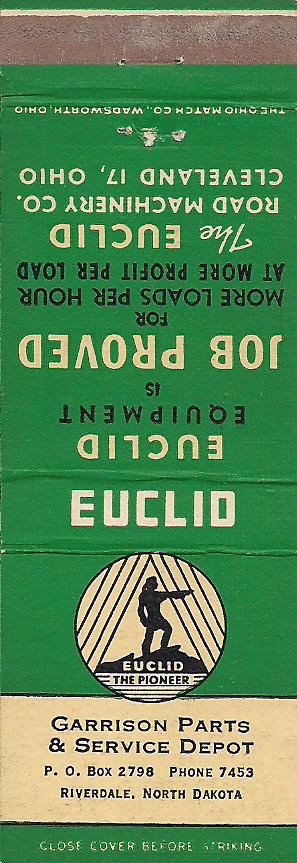 EUCLID
EUCLID
THE PIONEER
GARRISON PARTS
& SERVICE DEPOT
P. O. BOX 2798 PHONE 7453
RIVERDALE, NORTH DAKOTA
CLOSE COVER BEFORE STRIKING
EUCLID
EQUIPMENT
IS
JOB PROVED
FOR
MORE LOADS PER HOUR
AT MORE PROFIT PER LOAD
The EUCLID
ROAD MACHINERY CO.
CLEVELAND 17, OHIO
THE OHIO MATCH CO., WADSWORTH, OHIO